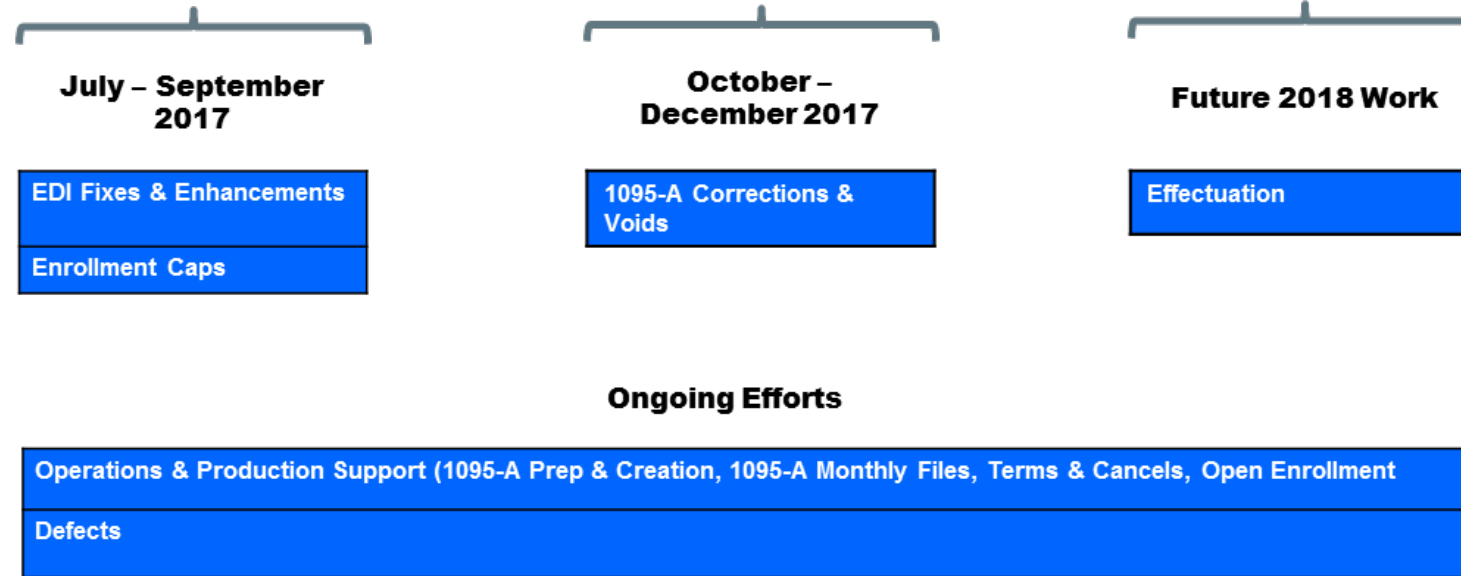 July – September
2017
October –
December 2017
Future 2018 Work
EDI Fixes & Enhancements
Enrollment Caps
1095-A Corrections &
Voids
Effectuation
Ongoing Efforts
Operations & Production Support (1095-A Prep & Creation, 1095-A Monthly Files, Terms & Cancels, Open Enrollment
Defects